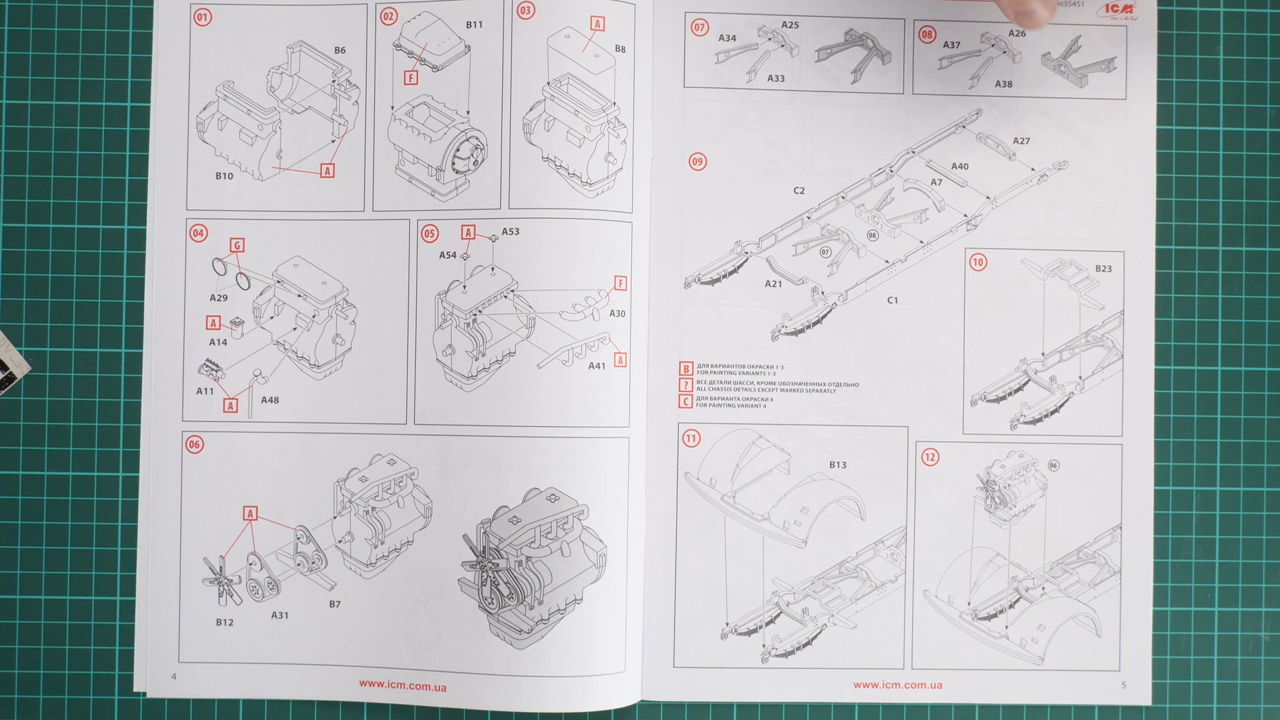 01
B6
B10
A
02
B11
F
03
A
B8
04
G
A29
A
A14
A11
A
A48
05
A
A53
A54
F
A30
A41
A
06
A
B12
A31
B7
4
www.icm.com.ua
35451
ICM
07
A25
A34
A33
08
A26
A37
A38
09
A27
A40
A7
C2
08
07
A21
C1
10
B23
B ДЛЯ ВАРИАНТОВ ОКРАСКИ 1-3
FOR PAINTING VARIANTS 1-3
? ВСЕ ДЕТАЛИ ШАССИ, КРОМЕ ОБОЗНАЧЕННЫХ ОТДЕЛЬНО
ALL CHASSIS DETAILS EXCEPT MARKED SEPARATLY
C ДЛЯ ВАРИАНТА ОКРАСКИ 4
FOR PAINTING VARIANT 4
11
B13
12
06
www.icm.com.ua
5